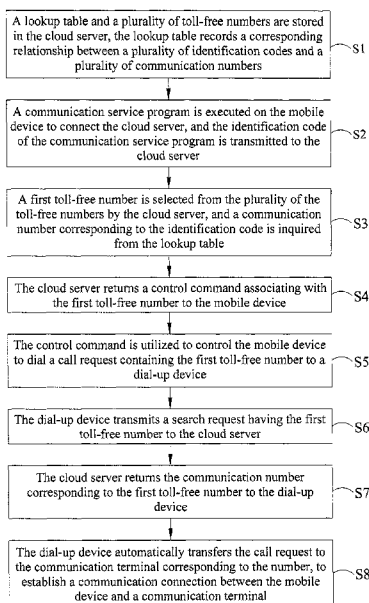 A lookup table and a plurality of toll-free numbers are stored
in the cloud server, the lookup table records a corresponding
relationship between a plurality of identification codes and a
plurality of communication numbers
S1
A communication service program is executed on the mobile
device to connect the cloud server, and the identification code
of the communication service program is transmitted to the
cloud server
S2
A first toll-free number is selected from the plurality of the
toll-free numbers by the cloud server, and a communication
number corresponding to the identification code is inquired
from the lookup table
S3
The cloud server returns a control command associating with
the first toll-free number to the mobile device
S4
The control command is utilized to control the mobile device
to dial a call request containing the first toll-free number to a
dial-up device
S5
The dial-up device transmits a search request having the first
toll-free number to the cloud server
S6
The cloud server returns the communication number
corresponding to the first toll-free number to the dial-up
device
S7
The dial-up device automatically transfers the call request to
the communication terminal corresponding to the number, to
establish a communication connection between the mobile
device and a communication terminal
S8